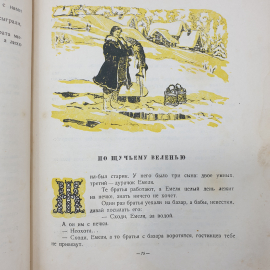 ПО ЩУЧЬЕМУ ВЕЛЕНЬЮ
Жил-был старик. У него было три сына: двое умных,
третий — дурачок Емеля.
Те братья работают, а Емеля целый день лежит
на печке, знать ничего не хочет.
Один раз братья уехали на базар, а бабы, невестки,
давай посылать его:
— Сходи, Емеля, за водой.
А он им с печки:
— Неохота...
— Сходи, Емеля, а то братья с базара воротятся, гостинцев тебе
не привезут.